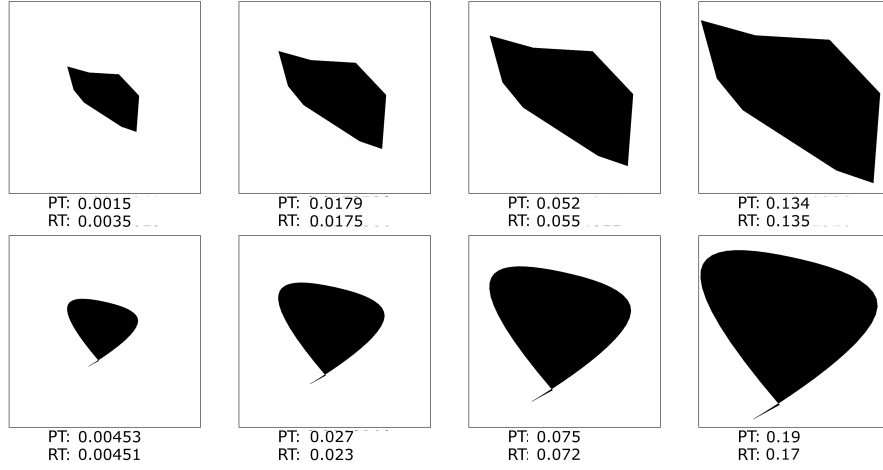 PT: 0.0015
RT: 0.0035
PT: 0.0179
RT: 0.0175
PT: 0.052
RT: 0.055
PT: 0.134
RT: 0.135
PT: 0.00453
RT: 0.00451
PT: 0.027
RT: 0.023
PT: 0.075
RT: 0.072
PT: 0.19
RT: 0.17